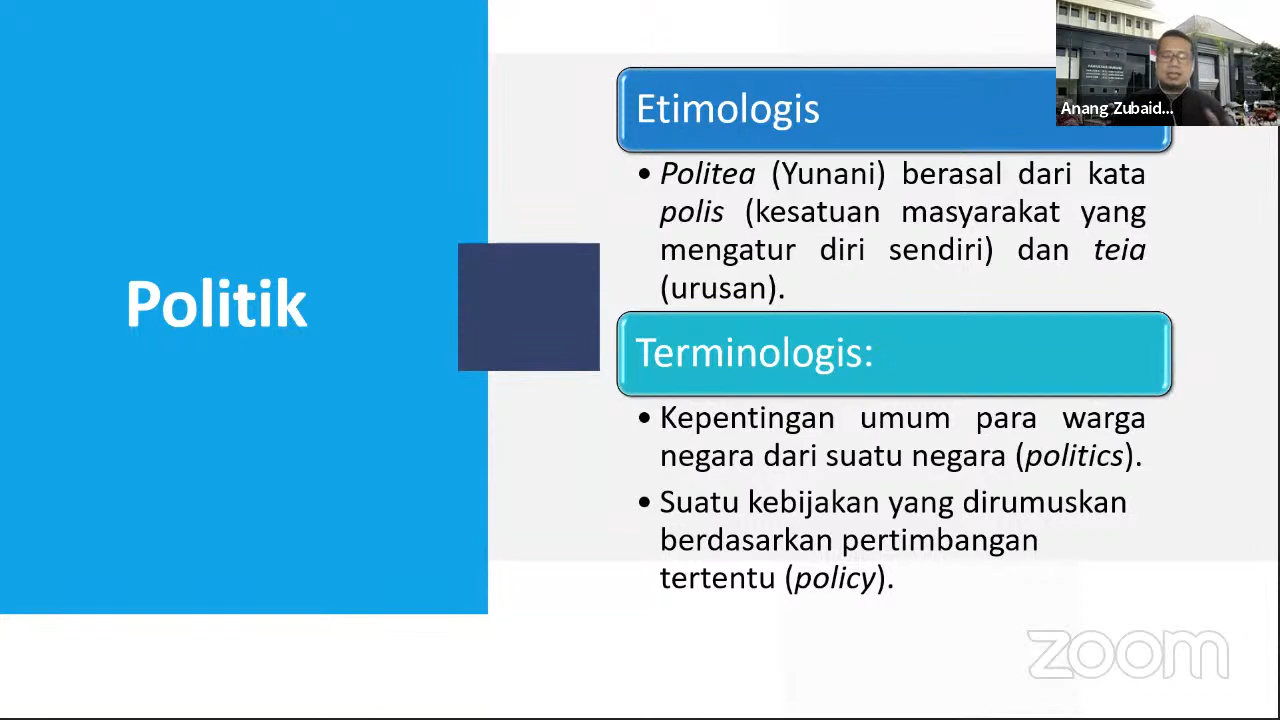 Politik
Etimologis
• Politea (Yunani) berasal dari kata
polis (kesatuan masyarakat yang
mengatur diri sendiri) dan teia
(urusan).
Terminologis:
• Kepentingan umum para warga
negara dari suatu negara (politics).
• Suatu kebijakan yang dirumuskan
berdasarkan pertimbangan
tertentu (policy).
Anang Zubaid...
zoom